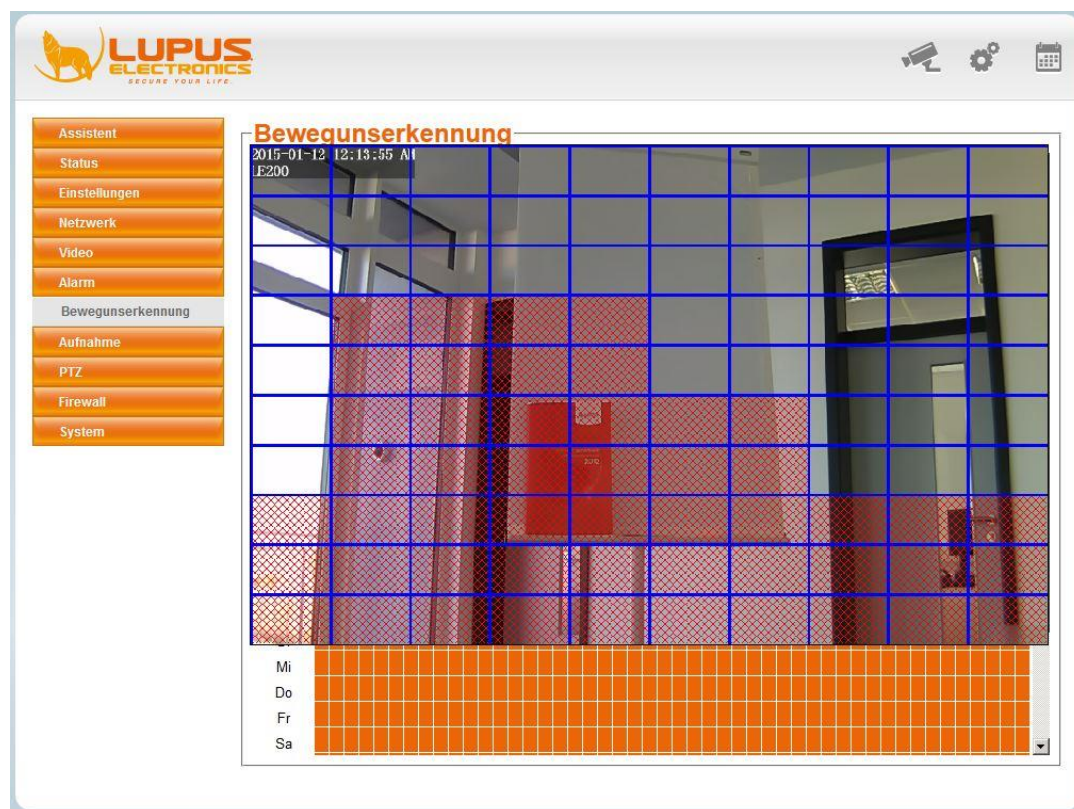 LUPUS
ELECTRONICS
SECURE YOUR LIFE.
Assistent
Status
Einstellungen
Netzwerk
Video
Alarm
Bewegunserkennung
Aufnahme
PTZ
Firewall
System
Bewegunserkennung
2015-01-12 12:13:55 AM
LE200
Mi
Do
Fr
Sa